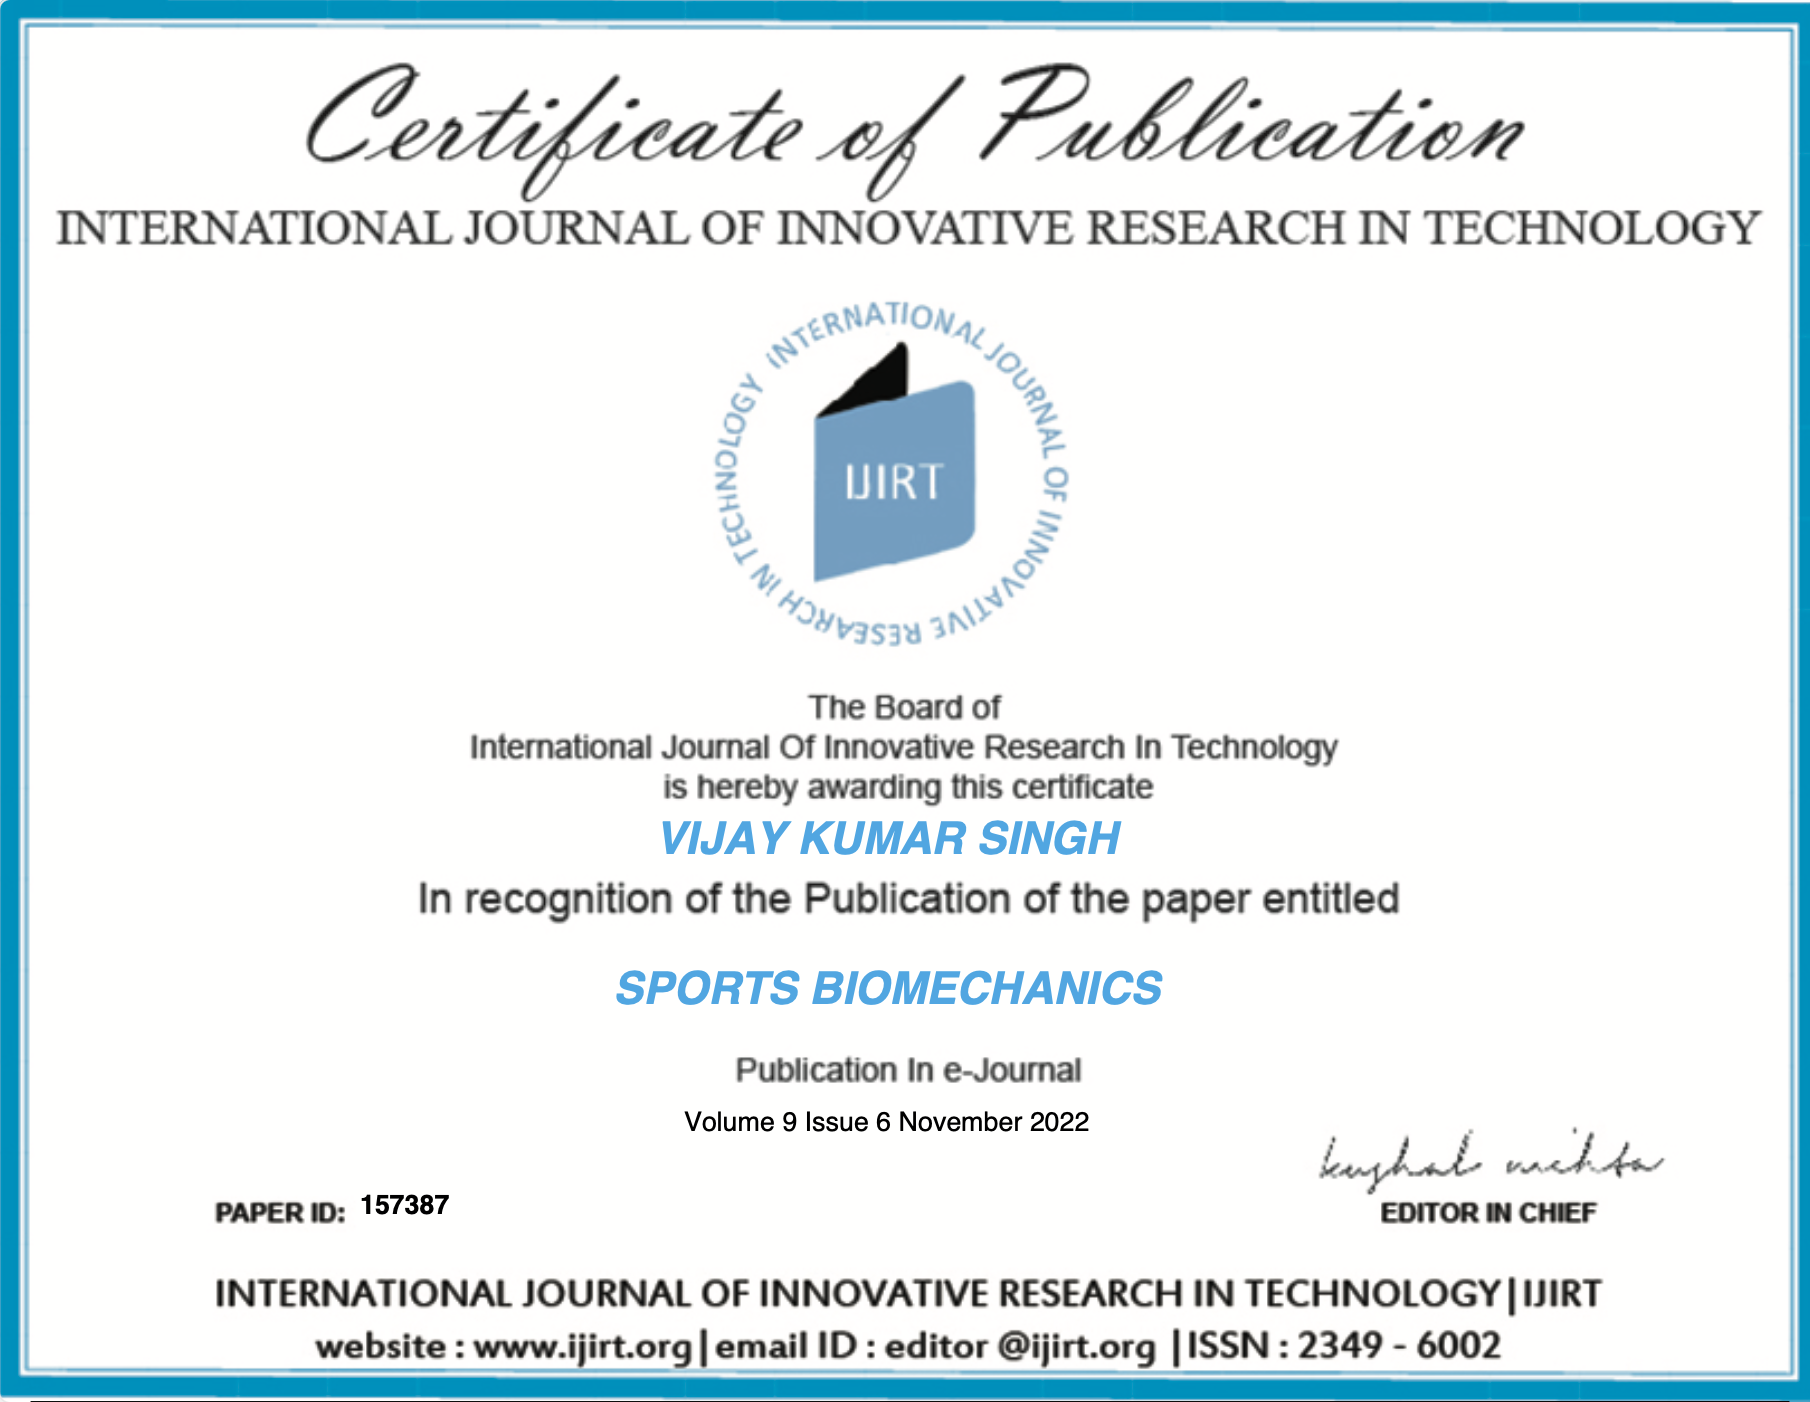 Certificate of Publication
INTERNATIONAL JOURNAL OF INNOVATIVE RESEARCH IN TECHNOLOGY
INTERNATIONAL JOURNAL OF INNOVATIVE RESEARCH IN TECHNOLOGY
IJIRT
The Board of
International Journal Of Innovative Research In Technology
is hereby awarding this certificate
VIJAY KUMAR SINGH
In recognition of the Publication of the paper entitled
SPORTS BIOMECHANICS
Publication In e-Journal
Volume 9 Issue 6 November 2022
kushal mehta
PAPER ID: 157387
EDITOR IN CHIEF
INTERNATIONAL JOURNAL OF INNOVATIVE RESEARCH IN TECHNOLOGY|IJIRT
website : www.ijirt.org|email ID : editor @ijirt.org |ISSN : 2349 - 6002